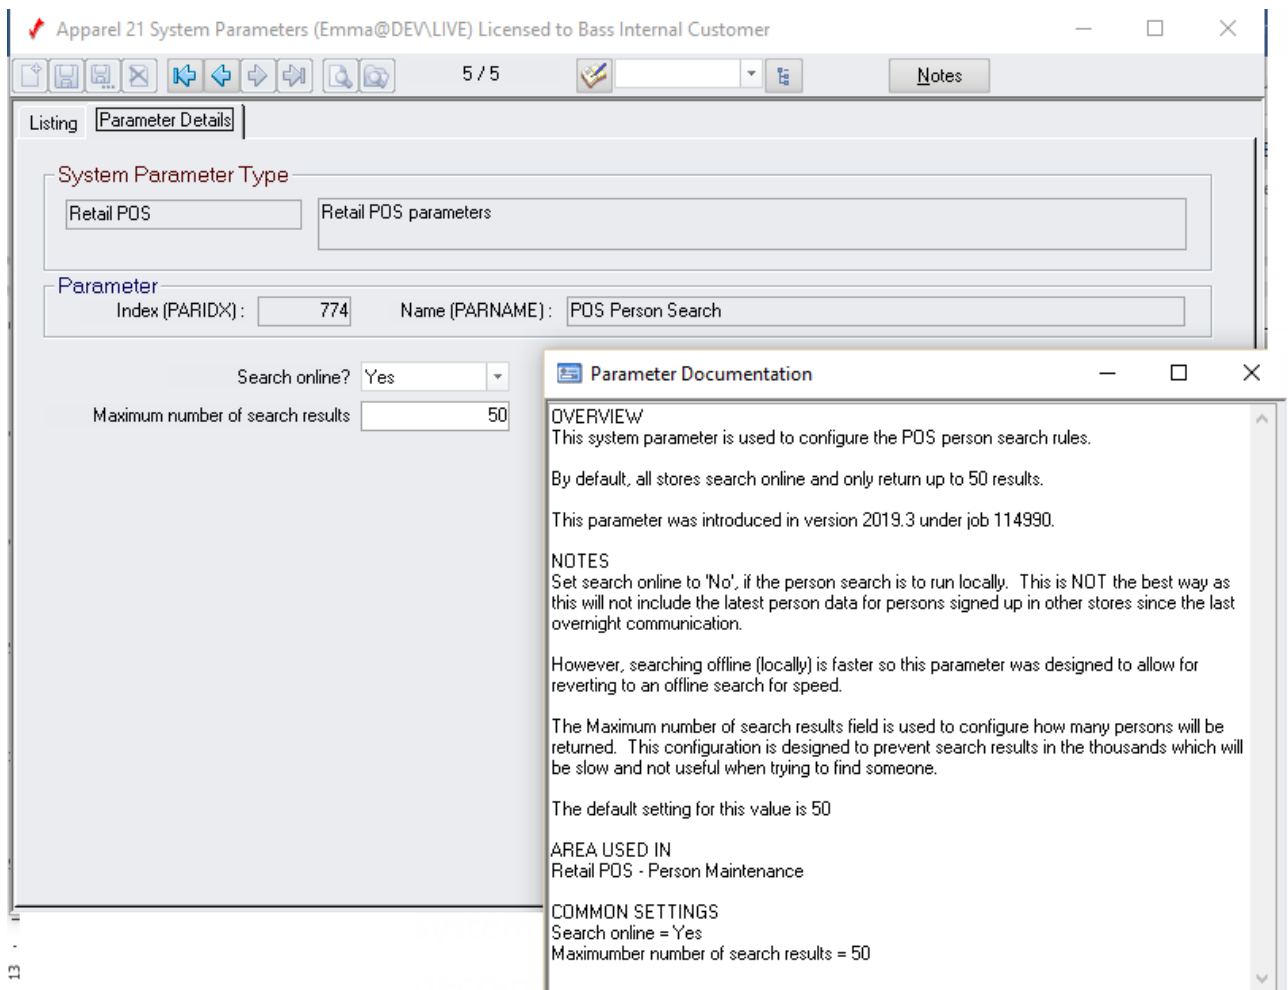 Apparel 21 System Parameters (Emma@DEV\LIVE) Licensed to Bass Internal Customer
5 / 5
Notes
Listing
Parameter Details
System Parameter Type
Retail POS
Retail POS parameters
Parameter
Index (PARIDX) :
774
Name (PARNAME) :
POS Person Search
Search online?
Yes
Maximum number of search results
50
Parameter Documentation
OVERVIEW
This system parameter is used to configure the POS person search rules.
By default, all stores search online and only return up to 50 results.
This parameter was introduced in version 2019.3 under job 114990.
NOTES
Set search online to 'No', if the person search is to run locally.  This is NOT the best way as
this will not include the latest person data for persons signed up in other stores since the last
overnight communication.
However, searching offline (locally) is faster so this parameter was designed to allow for
reverting to an offline search for speed.
The Maximum number of search results field is used to configure how many persons will be
returned.  This configuration is designed to prevent search results in the thousands which will
be slow and not useful when trying to find someone.
The default setting for this value is 50
AREA USED IN
Retail POS - Person Maintenance
COMMON SETTINGS
Search online = Yes
Maximumber number of search results = 50
13